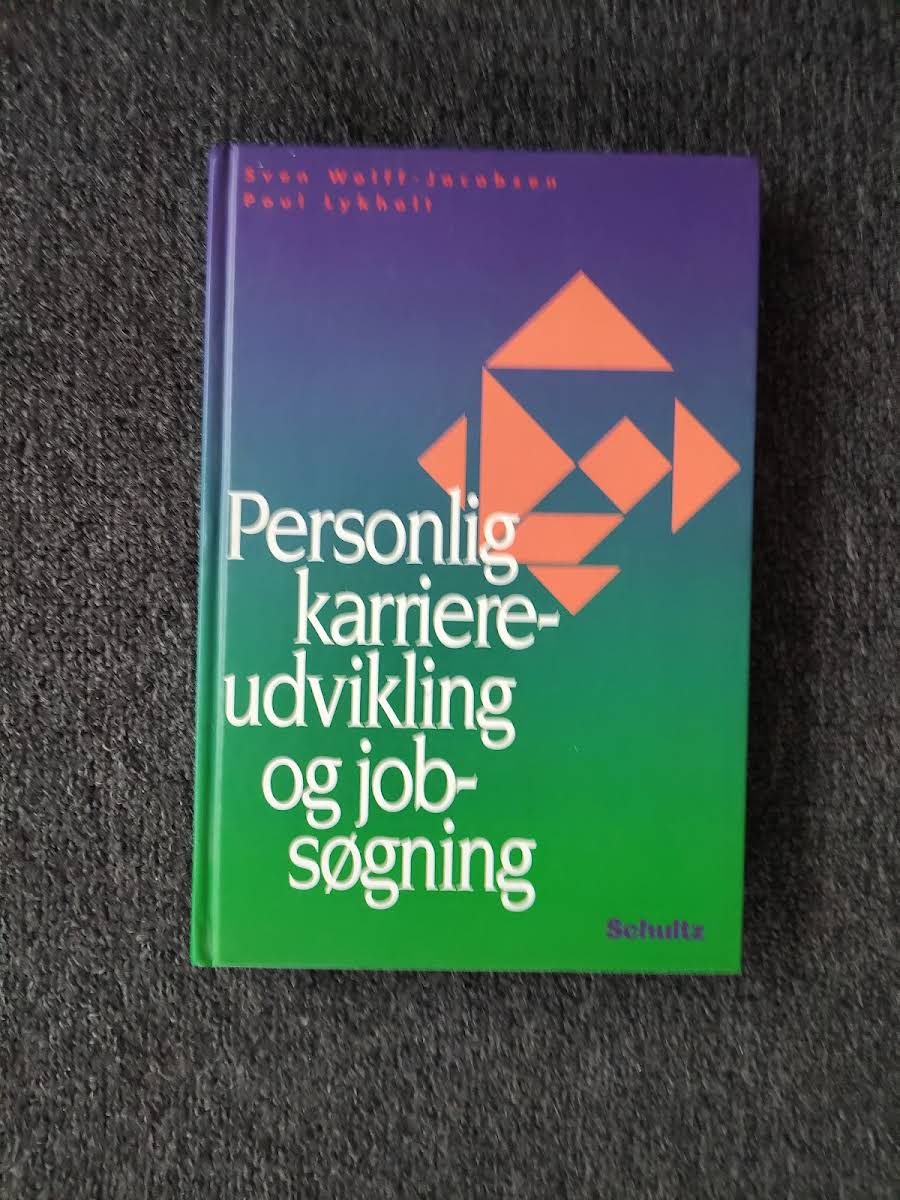 Sven Wolff-Jacobsen
Poul Lykholt
Personlig
karriere-
udvikling
og job-
søgning
Schultz